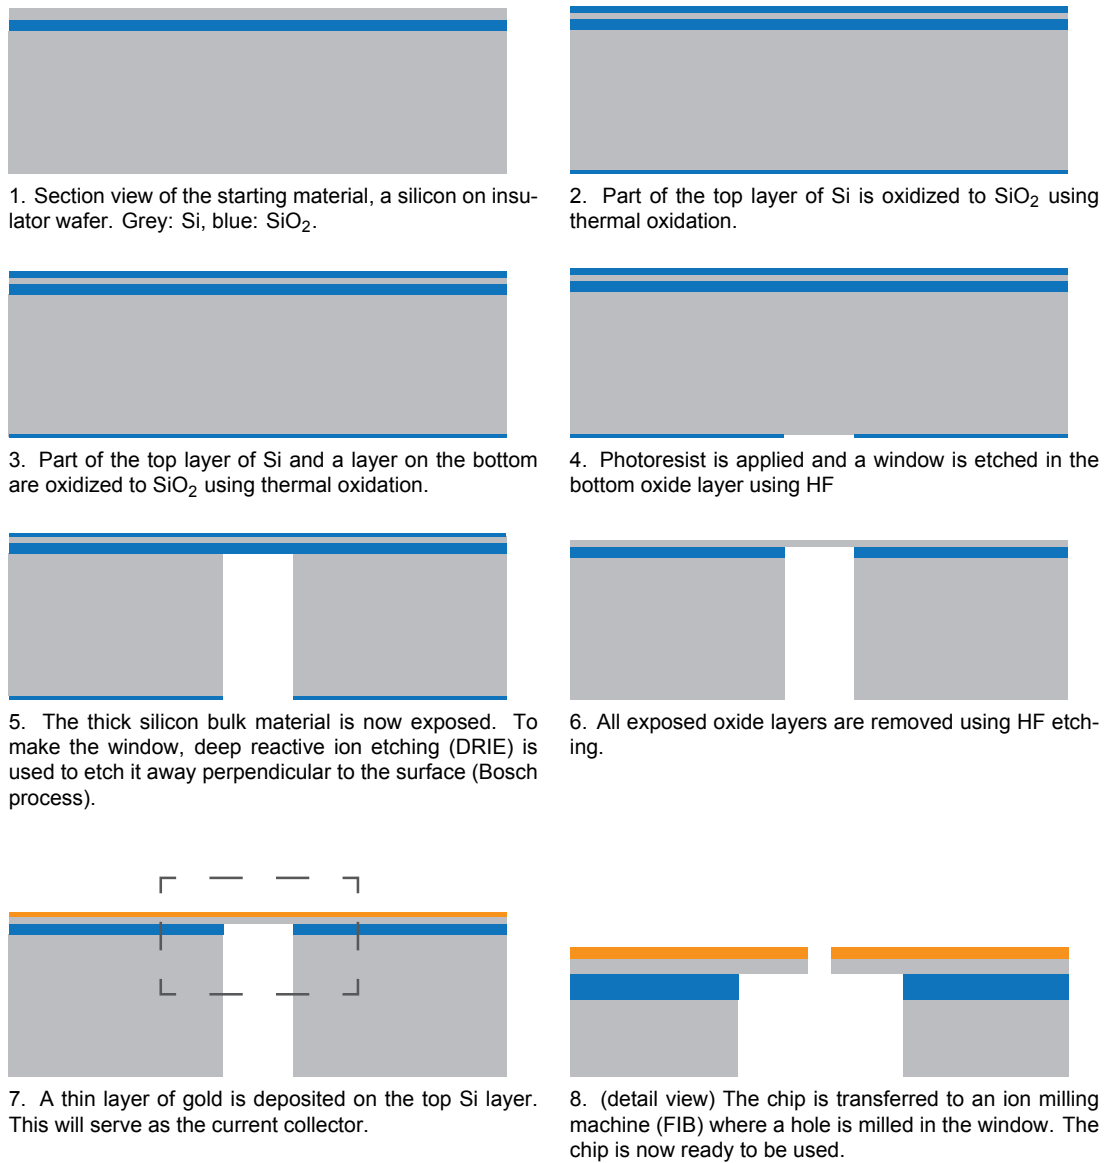 1. Section view of the starting material, a silicon on insu-
lator wafer. Grey: Si, blue: SiO2.
2. Part of the top layer of Si is oxidized to SiO2 using
thermal oxidation.
3. Part of the top layer of Si and a layer on the bottom
are oxidized to SiO2 using thermal oxidation.
4. Photoresist is applied and a window is etched in the
bottom oxide layer using HF
5. The thick silicon bulk material is now exposed. To
make the window, deep reactive ion etching (DRIE) is
used to etch it away perpendicular to the surface (Bosch
process).
6. All exposed oxide layers are removed using HF etch-
ing.
7. A thin layer of gold is deposited on the top Si layer.
This will serve as the current collector.
8. (detail view) The chip is transferred to an ion milling
machine (FIB) where a hole is milled in the window. The
chip is now ready to be used.